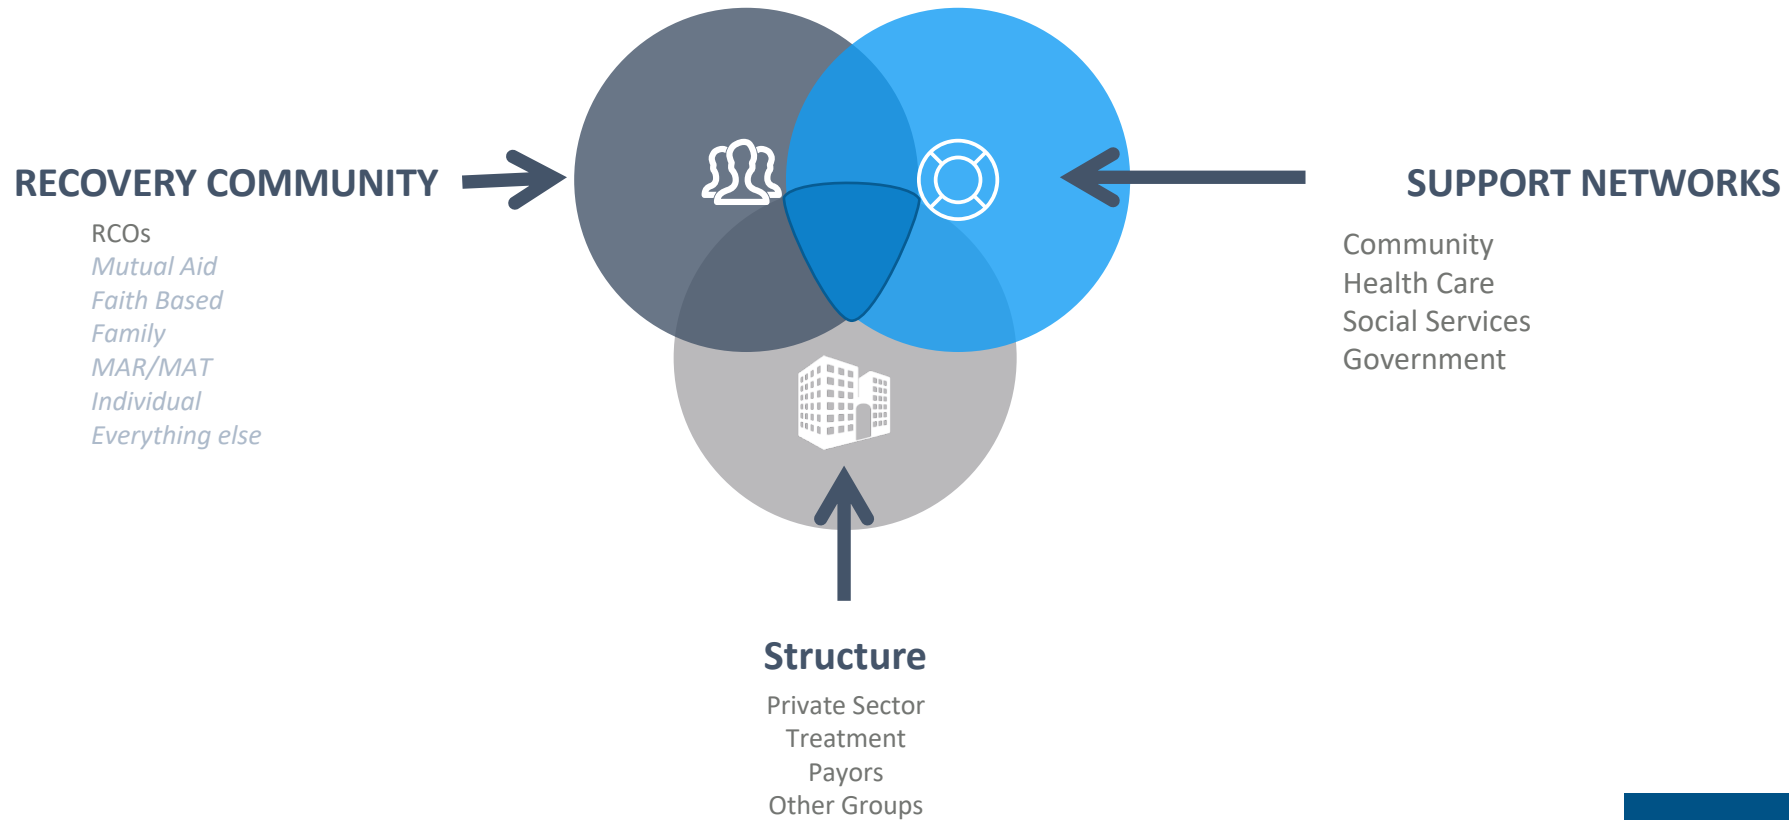 RECOVERY COMMUNITY
RCOs
Mutual Aid
Faith Based
Family
MAR/MAT
Individual
Everything else
SUPPORT NETWORKS
Community
Health Care
Social Services
Government
Structure
Private Sector
Treatment
Payors
Other Groups